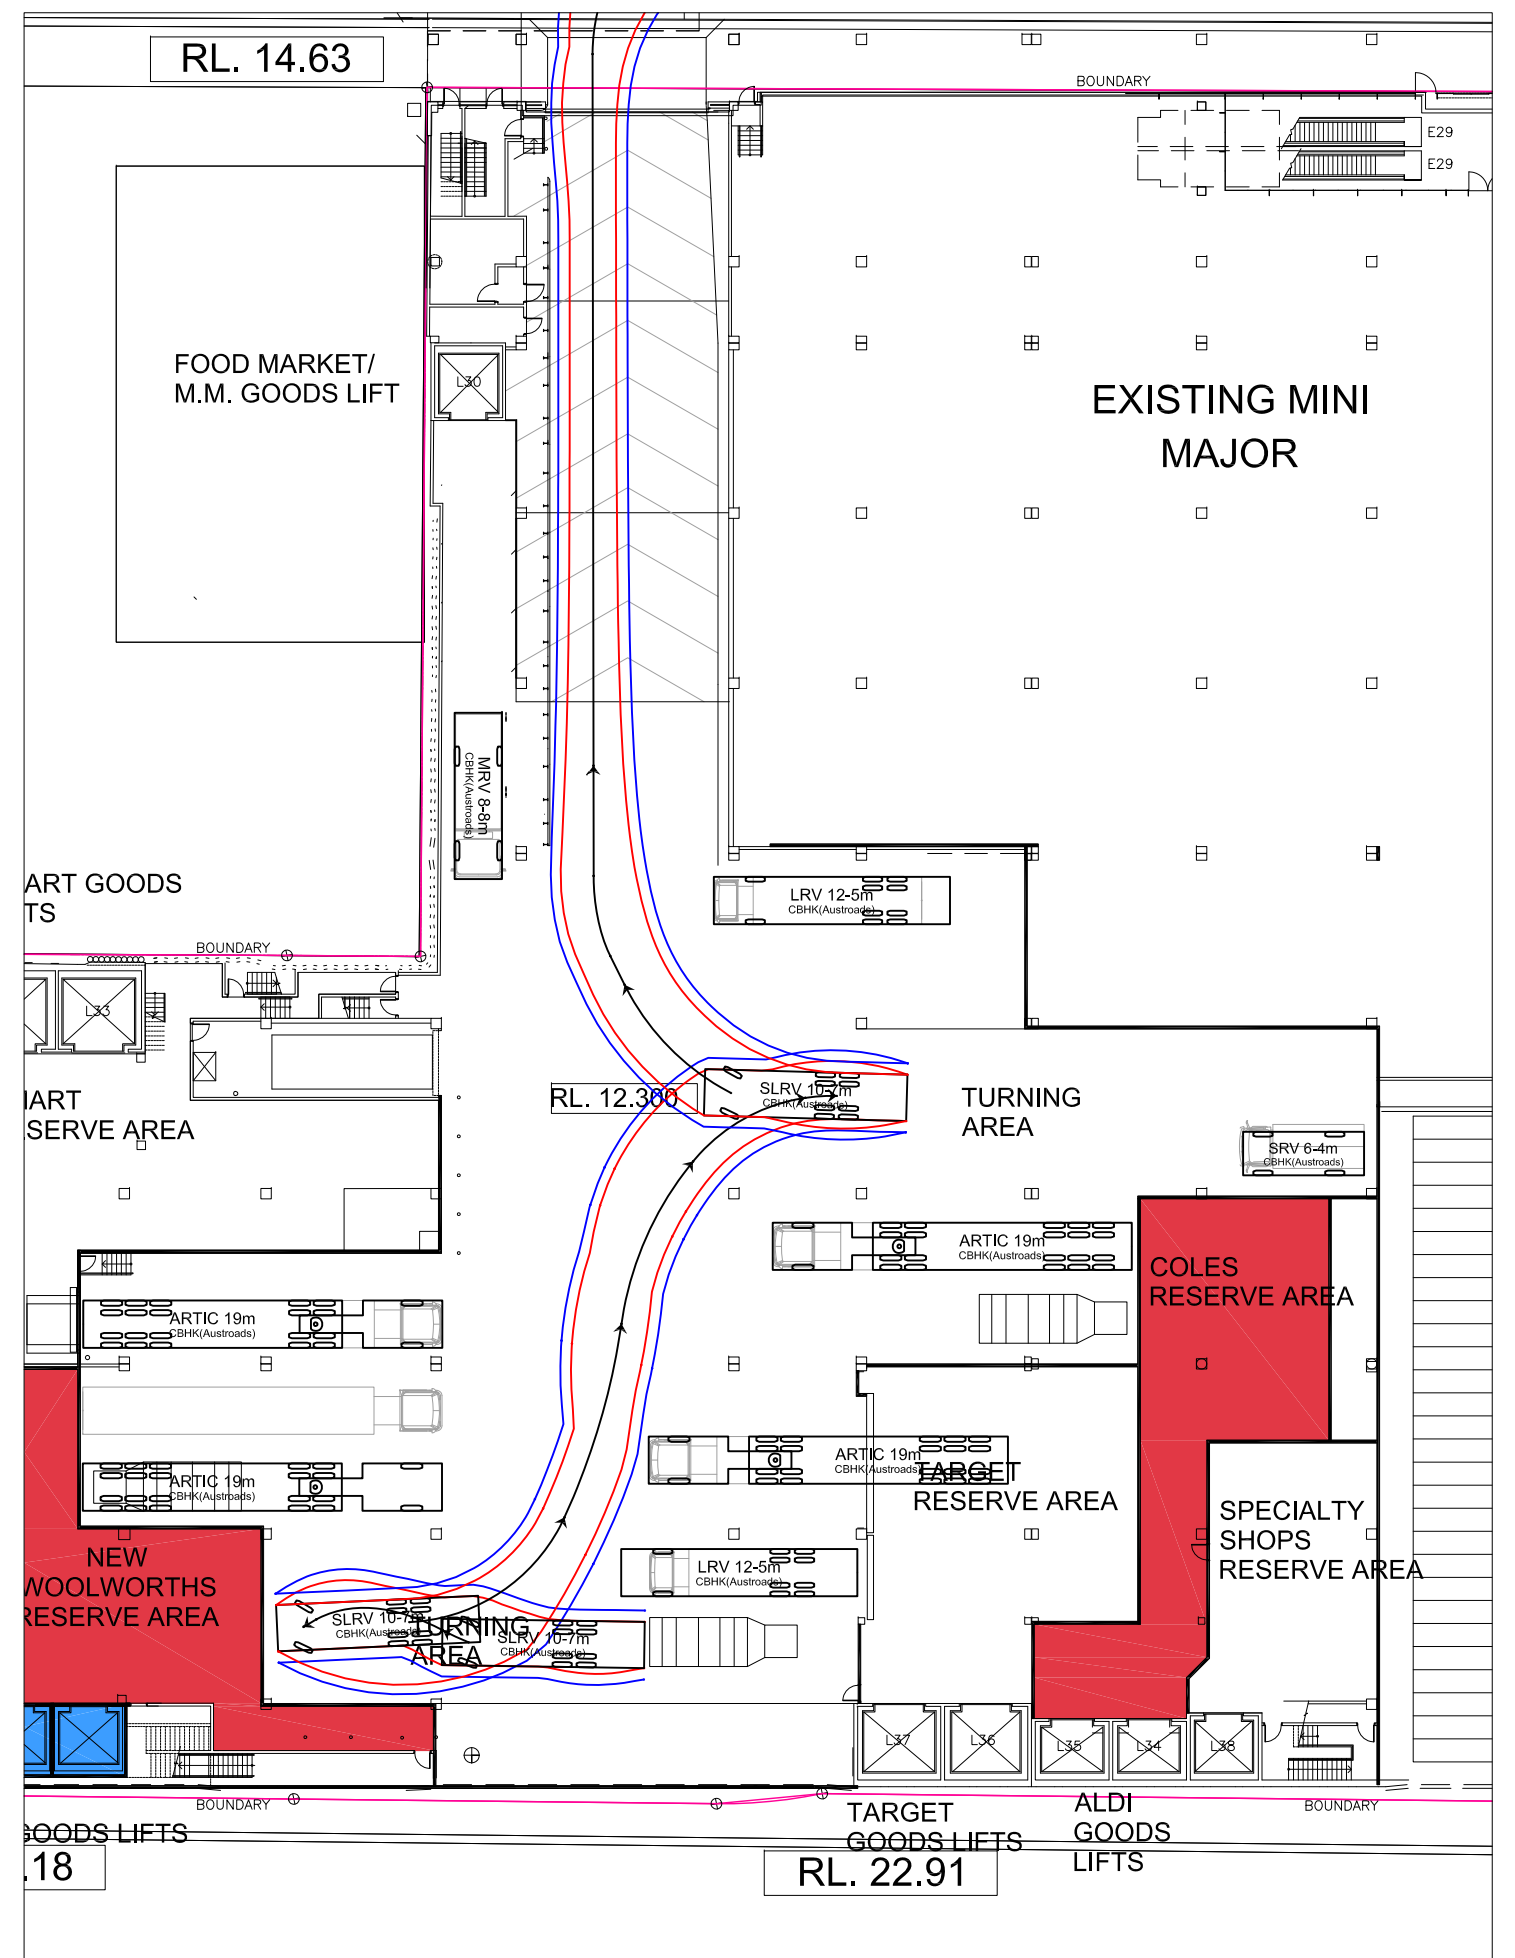 RL. 14.63
BOUNDARY
E29
E29
FOOD MARKET/
M.M. GOODS LIFT
L30
EXISTING MINI
MAJOR
MRV 8-8m
CBHK(Austroads)
ART GOODS
TS
LRV 12-5m
CBHK(Austroads)
BOUNDARY
L33
RL. 12.300
SLRV 10-7m
CBHK(Austroads)
TURNING
AREA
IART
SERVE AREA
SRV 6-4m
CBHK(Austroads)
ARTIC 19m
CBHK(Austroads)
COLES
RESERVE AREA
ARTIC 19m
CBHK(Austroads)
ARTIC 19m
CBHK(Austroads)
ARTIC 19m
CBHK(Austroads)
TARGET
RESERVE AREA
SPECIALTY
SHOPS
RESERVE AREA
NEW
WOOLWORTHS
RESERVE AREA
LRV 12-5m
CBHK(Austroads)
SLRV 10-7m
CBHK(Austroads)
TURNING
AREA
SLRV 10-7m
CBHK(Austroads)
L37
L36
L35
L34
L38
BOUNDARY
BOUNDARY
GOODS LIFTS
.18
TARGET
GOODS LIFTS
ALDI
GOODS
LIFTS
RL. 22.91